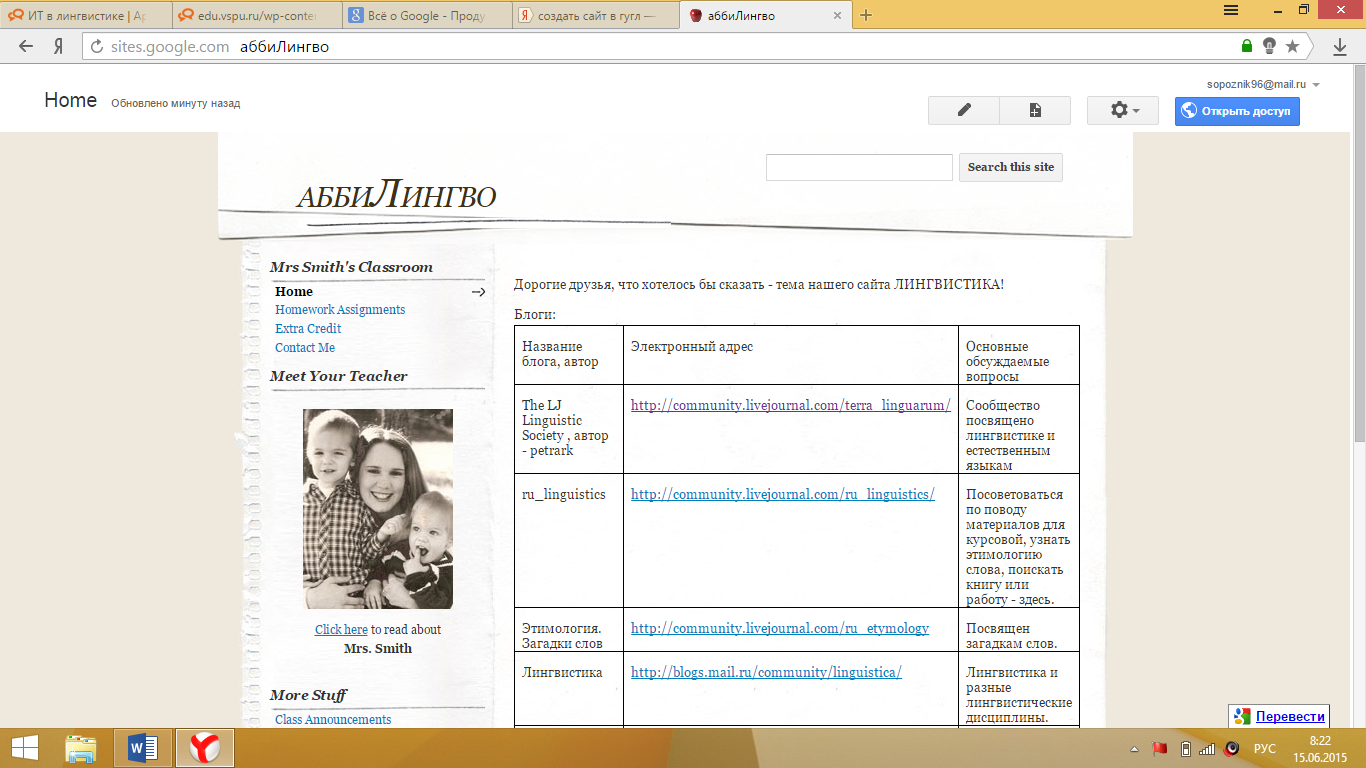 ИТ в лингвистике | Ар
edu.vspu.ru/wp-conter
Всё о Google - Проду
создать сайт в гугл —
аббиЛингво
sites.google.com аббиЛингво
sopoznik96@mail.ru
Home Обновлено минуту назад
Открыть доступ
Search this site
аббиЛингво
Mrs Smith's Classroom
Home
Homework Assignments
Extra Credit
Contact Me
Meet Your Teacher
Click here to read about
Mrs. Smith
More Stuff
Class Announcements
Дорогие друзья, что хотелось бы сказать - тема нашего сайта ЛИНГВИСТИКА!
Блоги:
Название
блога, автор
Электронный адрес
Основные
обсуждаемые
вопросы
The LJ
Linguistic
Society , автор
- petrark
http://community.livejournal.com/terra_linguarum/
Сообщество
посвящено
лингвистике и
естественным
языкам
ru_linguistics
http://community.livejournal.com/ru_linguistics/
Посоветоваться
по поводу
материалов для
курсовой, узнать
этимологию
слова, поискать
книгу или
работу - здесь.
Этимология.
Загадки слов
http://community.livejournal.com/ru_etymology
Посвящен
загадкам слов.
Лингвистика
http://blogs.mail.ru/community/linguistica/
Лингвистика и
разные
лингвистические
дисциплины.
Перевести
РУС
8:22
15.06.2015